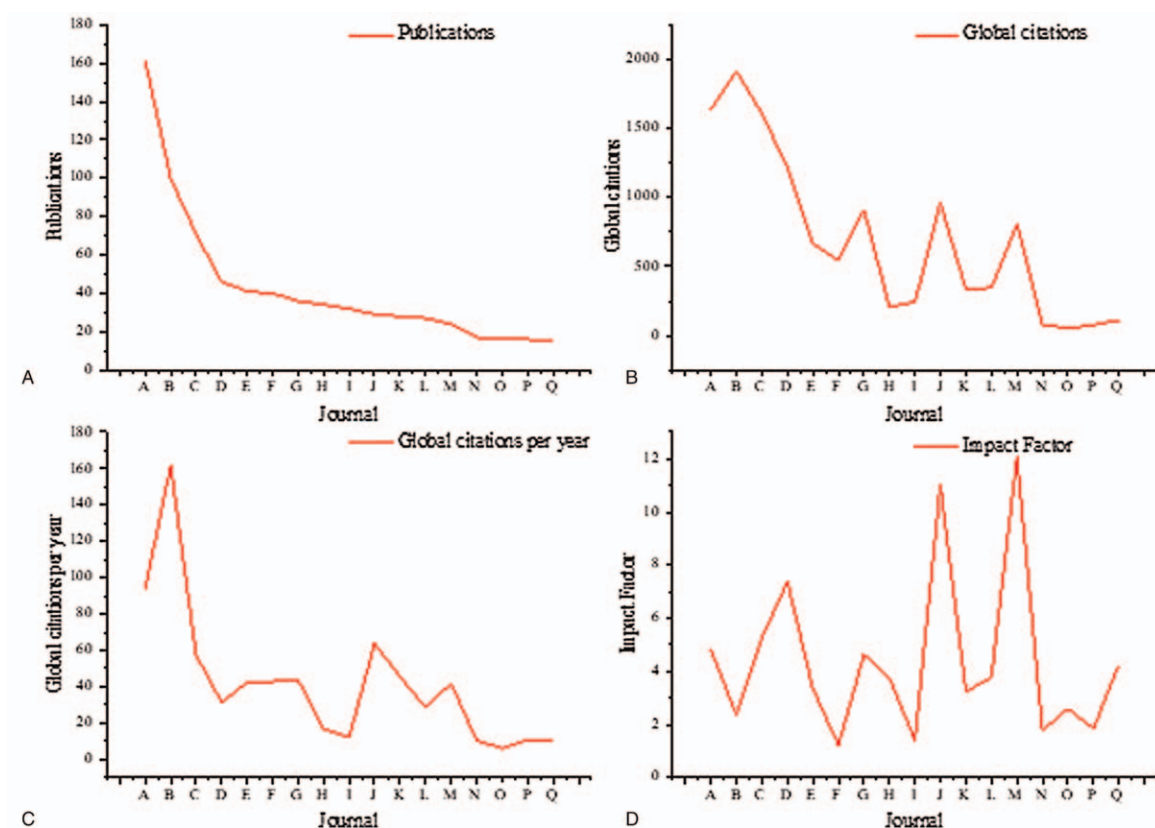 Publications
180
160
140
120
100
80
60
40
20
0
Publications
A B C D E F G H I J K L M N O P Q
Journal
A
Global citations
2000
1500
1000
500
0
Global citations
A B C D E F G H I J K L M N O P Q
Journal
B
Global citations per year
180
160
140
120
100
80
60
40
20
0
Global citations per year
A B C D E F G H I J K L M N O P Q
Journal
C
Impact Factor
12
10
8
6
4
2
0
Impact Factor
A B C D E F G H I J K L M N O P Q
Journal
D